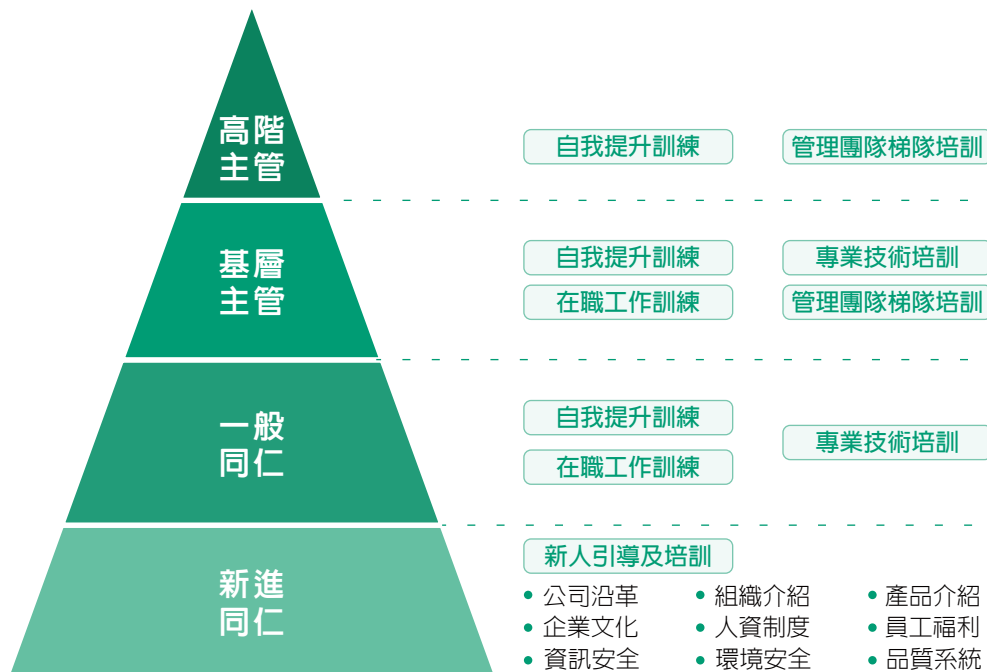 高階
主管
自我提升訓練
管理團隊梯隊培訓
基層
主管
自我提升訓練
專業技術培訓
在職工作訓練
管理團隊梯隊培訓
一般
同仁
自我提升訓練
專業技術培訓
在職工作訓練
新進
同仁
新人引導及培訓
• 公司沿革
• 組織介紹
• 產品介紹
• 企業文化
• 人資制度
• 員工福利
• 資訊安全
• 環境安全
• 品質系統